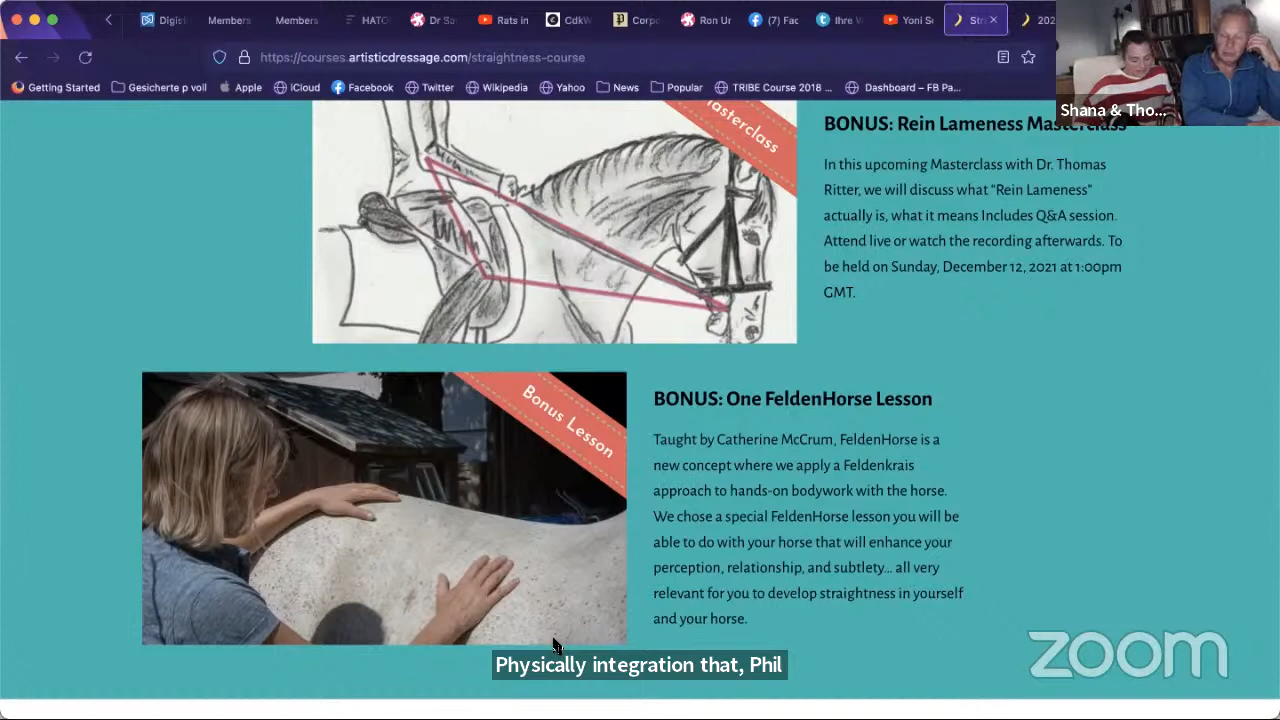 Digisi
Members
Members
HATO
Dr Sa
Rats in
CdkW
Corpo
Ron Ur
(7) Fac
Ihre V
Yoni Se
Str
202
https://courses.artisticdressage.com/straightness-course
Getting Started
Gesicherte p voll
Apple
iCloud
Facebook
Twitter
Wikipedia
Yahoo
News
Popular
TRIBE Course 2018 ...
Dashboard – FB Pa...
Shana & Tho...
Masterclass
BONUS: Rein Lameness Masterclass
In this upcoming Masterclass with Dr. Thomas
Ritter, we will discuss what “Rein Lameness”
actually is, what it means Includes Q&A session.
Attend live or watch the recording afterwards. To
be held on Sunday, December 12, 2021 at 1:00pm
GMT.
Bonus Lesson
BONUS: One FeldenHorse Lesson
Taught by Catherine McCrum, FeldenHorse is a
new concept where we apply a Feldenkrais
approach to hands-on bodywork with the horse.
We chose a special FeldenHorse lesson you will be
able to do with your horse that will enhance your
perception, relationship, and subtlety... all very
relevant for you to develop straightness in yourself
and your horse.
zoom
Physically integration that, Phil